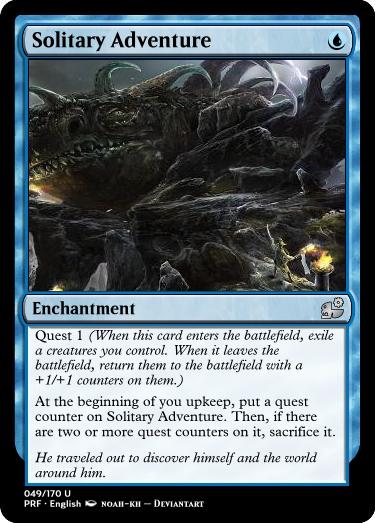 Solitary Adventure
Enchantment
Quest 1 (When this card enters the battlefield, exile
a creatures you control. When it leaves the
battlefield, return them to the battlefield with a
+1/+1 counters on them.)
At the beginning of you upkeep, put a quest
counter on Solitary Adventure. Then, if there
are two or more quest counters on it, sacrifice it.
He traveled out to discover himself and the world
around him.
049/170 U
PRF • English NOAH-KH — DEVIANTART